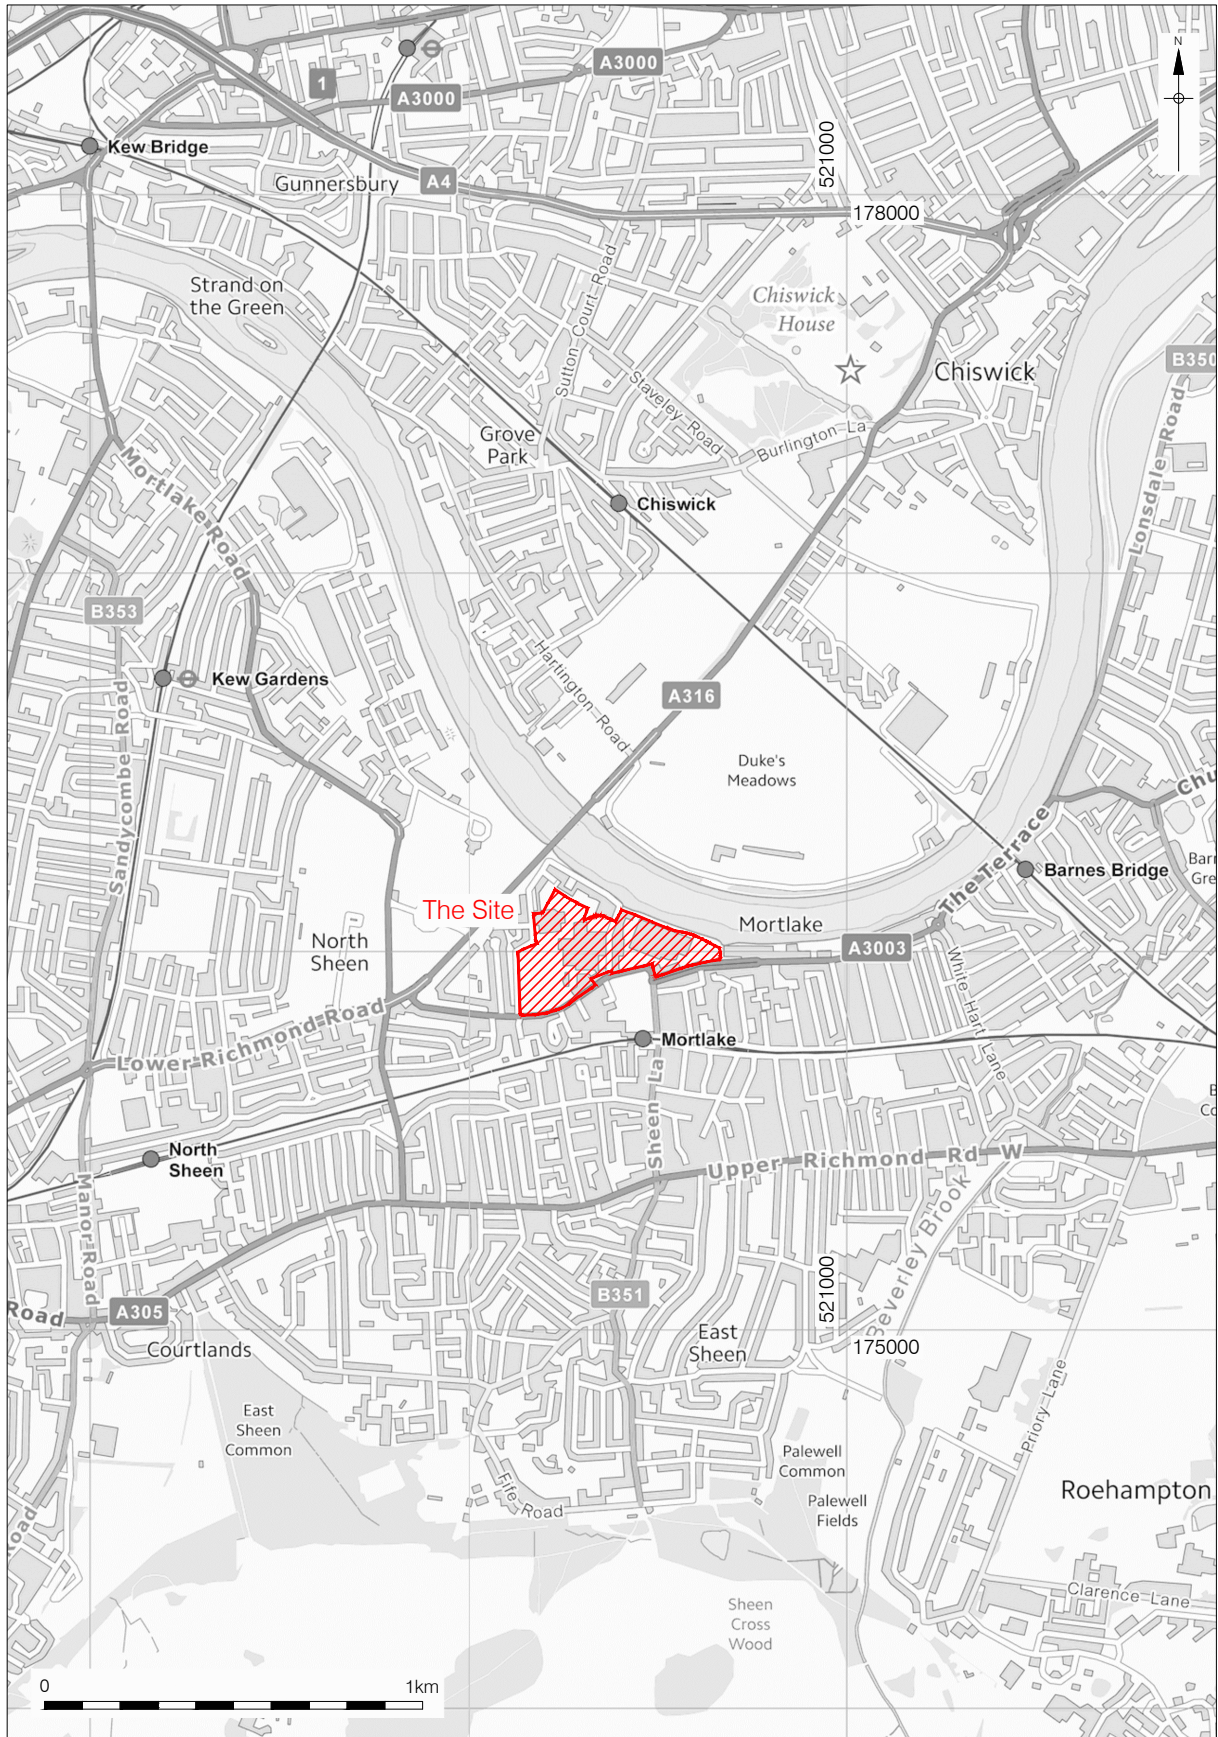 A3000
1
A3000
N
Kew Bridge
Gunnersbury
A4
521000
178000
Strand on
the Green
Sutton Court Road
Chiswick
House
B350
Chiswick
Staveley Road
Burlington La
Lonsdale Road
Grove
Park
Mortlake Road
Chiswick
B353
Kew Gardens
Hartington Road
A316
Sandycombe Road
Duke's
Meadows
Chu
The Terrace
Barnes Bridge
Barn
Gre
The Site
Mortlake
North
Sheen
A3003
White Hart Lane
Lower Richmond Road
Mortlake
Sheen La
B
Co
North
Sheen
Upper Richmond Rd W
Manor Road
Beverley Brook
521000
B351
Road
A305
East
Sheen
175000
Courtlands
Priory Lane
East
Sheen
Common
Palewell
Common
Palewell
Fields
Roehampton
Fife Road
Road
Clarence Lane
Sheen
Cross
Wood
0
1km